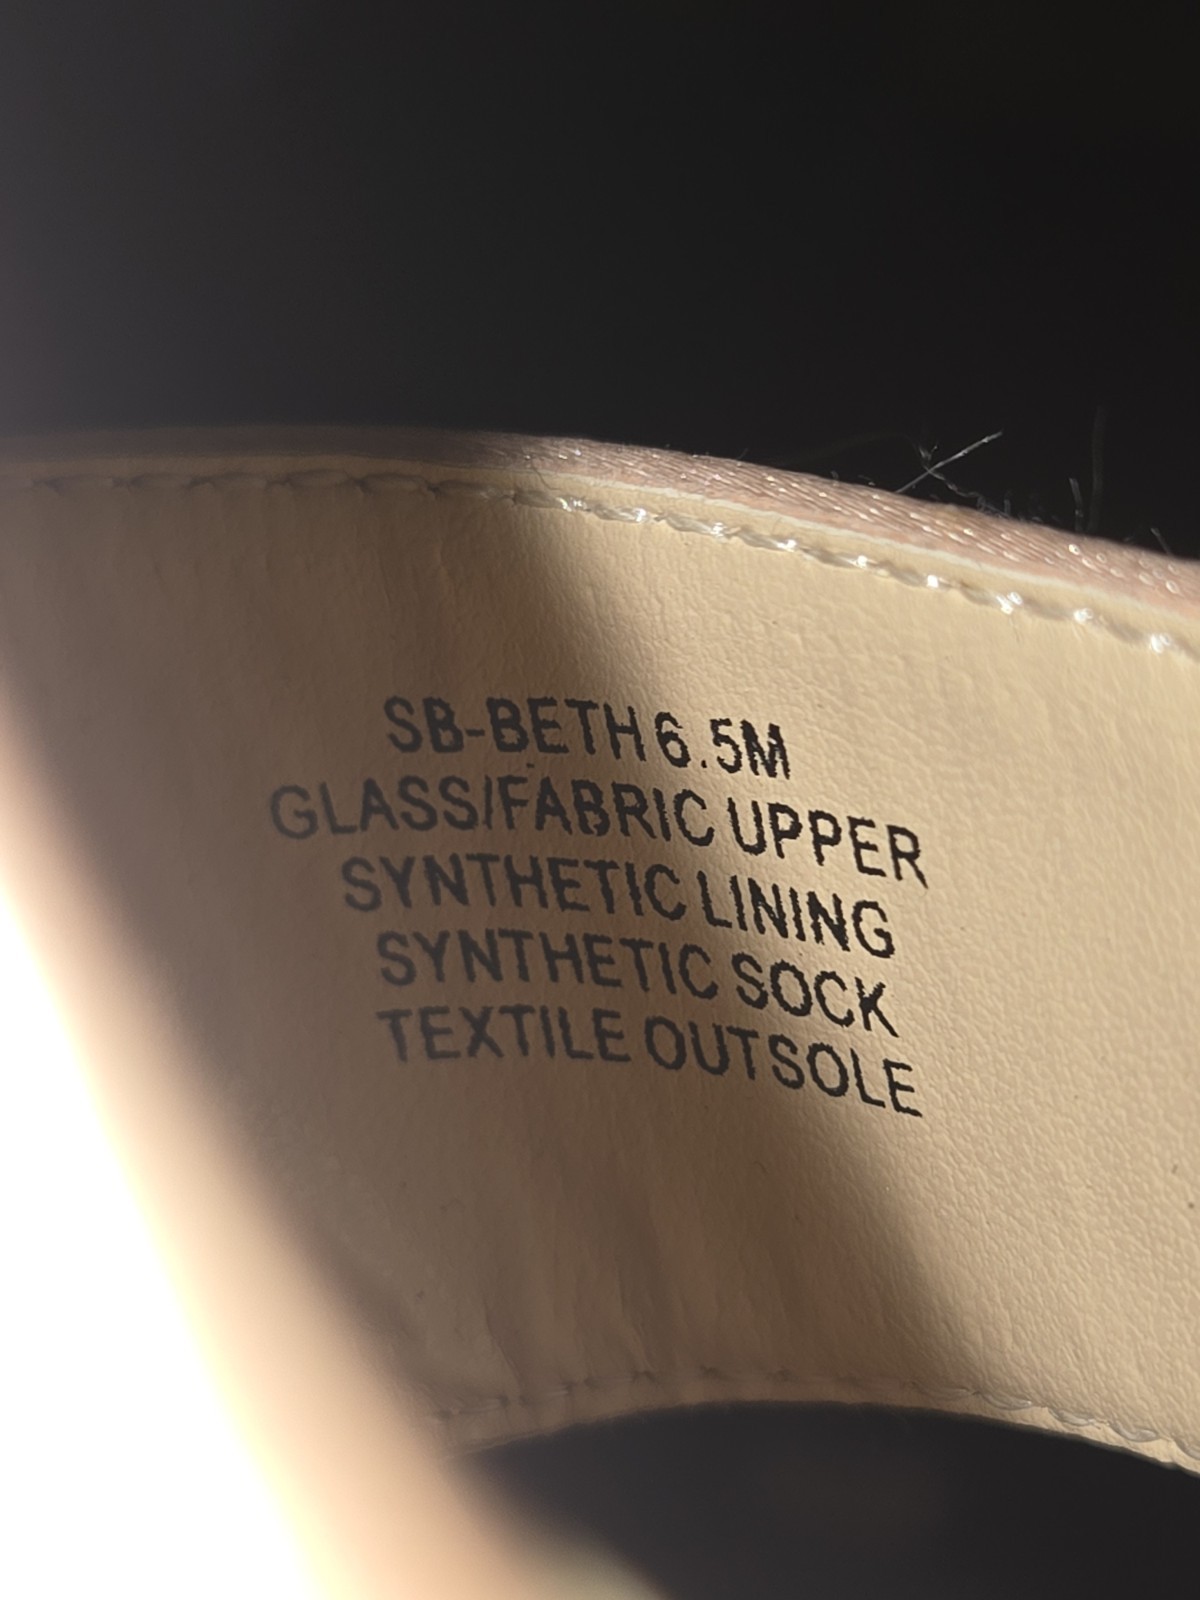 SB-BETH 6.5M
GLASS/FABRIC UPPER
SYNTHETIC LINING
SYNTHETIC SOCK
TEXTILE OUTSOLE